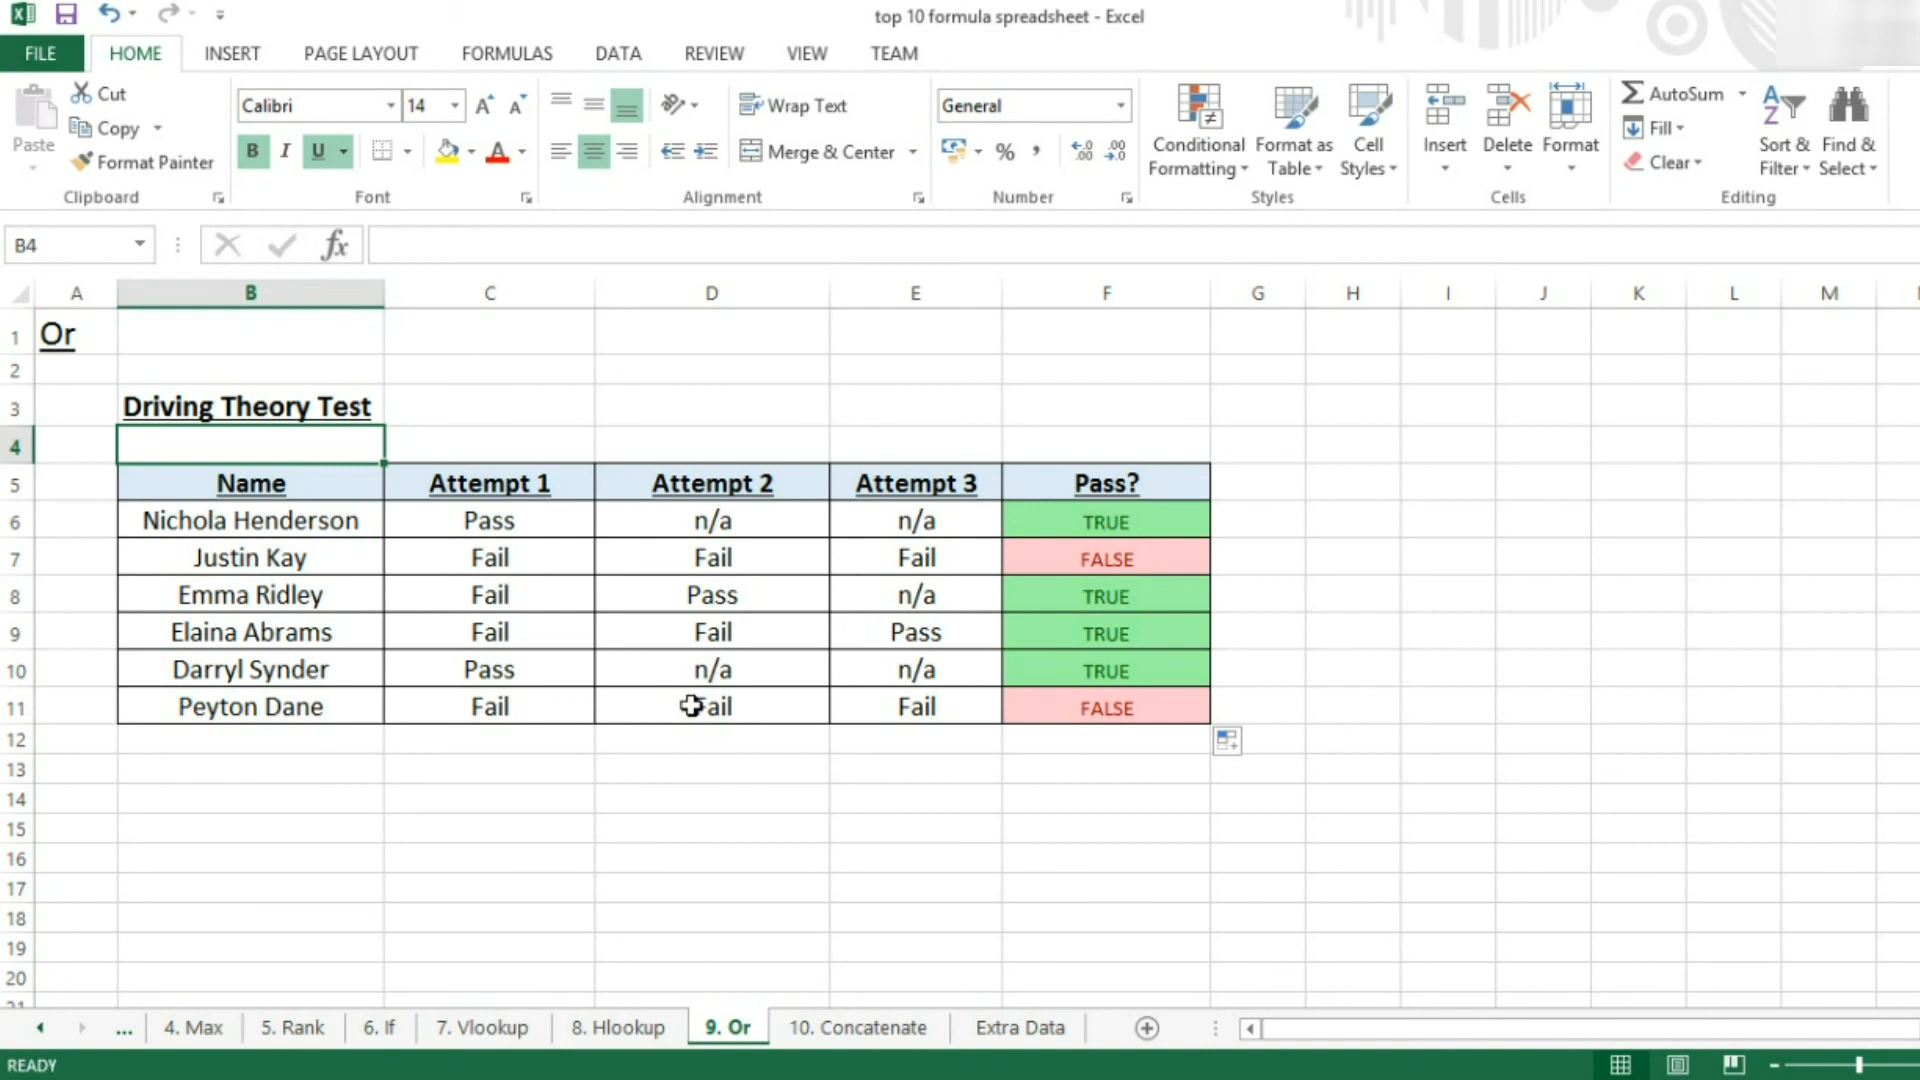 top 10 formula spreadsheet - Excel
FILE HOME INSERT PAGE LAYOUT FORMULAS DATA REVIEW VIEW TEAM
Paste Cut Copy Format Painter Clipboard
Calibri 14 A A B I U A Font
Wrap Text Merge & Center Alignment
General % , .00 .0 Number
Conditional Formatting Format as Table Cell Styles Styles
Insert Delete Format Cells
AutoSum Fill Clear Sort & Filter Find & Select Editing
B4 fx
A B C D E F G H I J K L M
1 Or
2
3 Driving Theory Test
4
5 Name Attempt 1 Attempt 2 Attempt 3 Pass?
6 Nichola Henderson Pass n/a n/a TRUE
7 Justin Kay Fail Fail Fail FALSE
8 Emma Ridley Fail Pass n/a TRUE
9 Elaina Abrams Fail Fail Pass TRUE
10 Darryl Synder Pass n/a n/a TRUE
11 Peyton Dane Fail Fail Fail FALSE
12
13
14
15
16
17
18
19
20
... 4. Max 5. Rank 6. If 7. Vlookup 8. Hlookup 9. Or 10. Concatenate Extra Data
READY